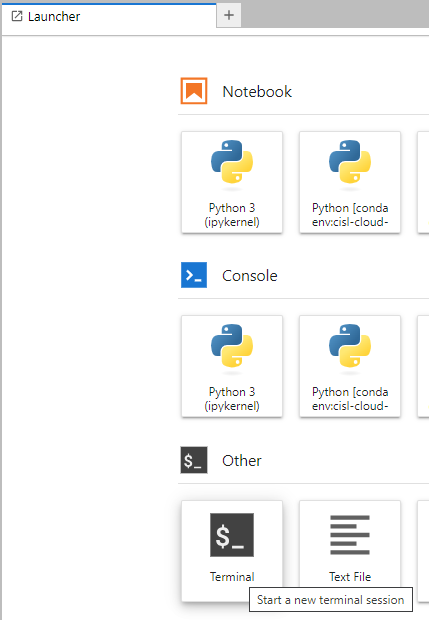 Launcher
+
Notebook
Python 3
(ipykernel)
Python [conda
env:cisl-cloud-
Console
Python 3
(ipykernel)
Python [conda
env:cisl-cloud-
$_
Other
$_
Terminal
Text File
Start a new terminal session